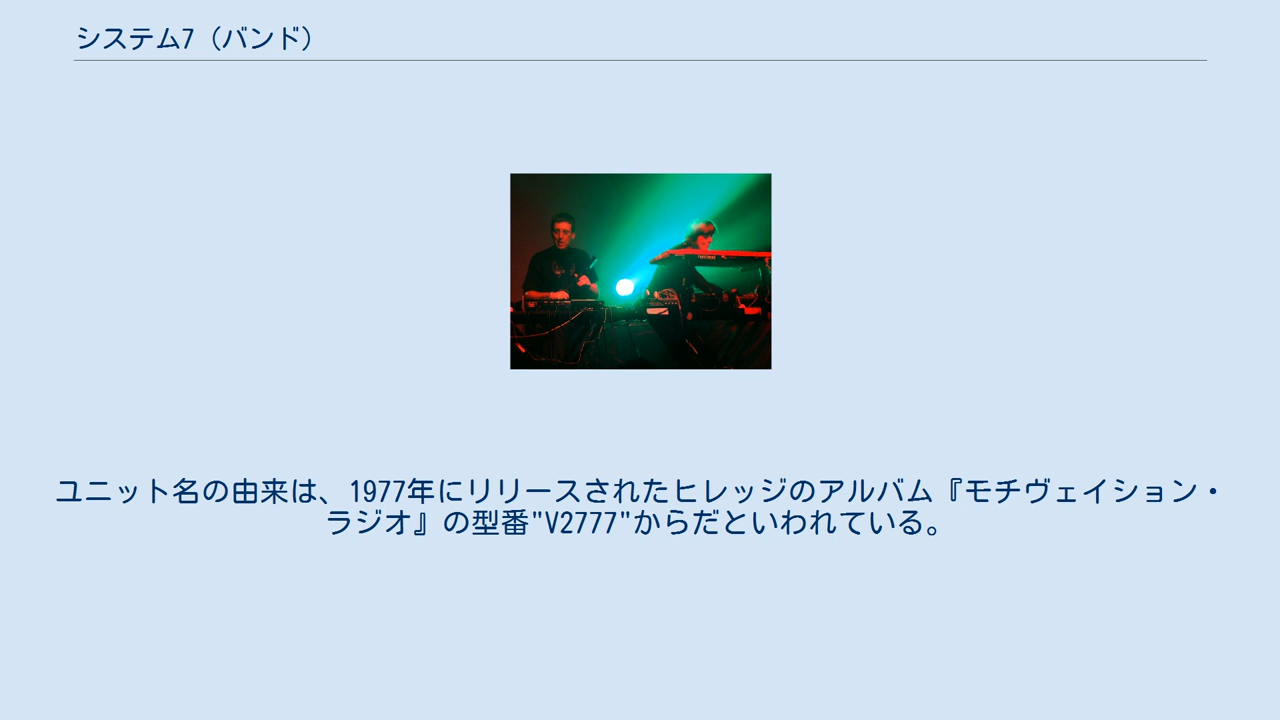 システム7（バンド）
ユニット名の由来は、1977年にリリースされたヒレッジのアルバム『モチヴェイション・
ラジオ』の型番"V2777"からだといわれている。